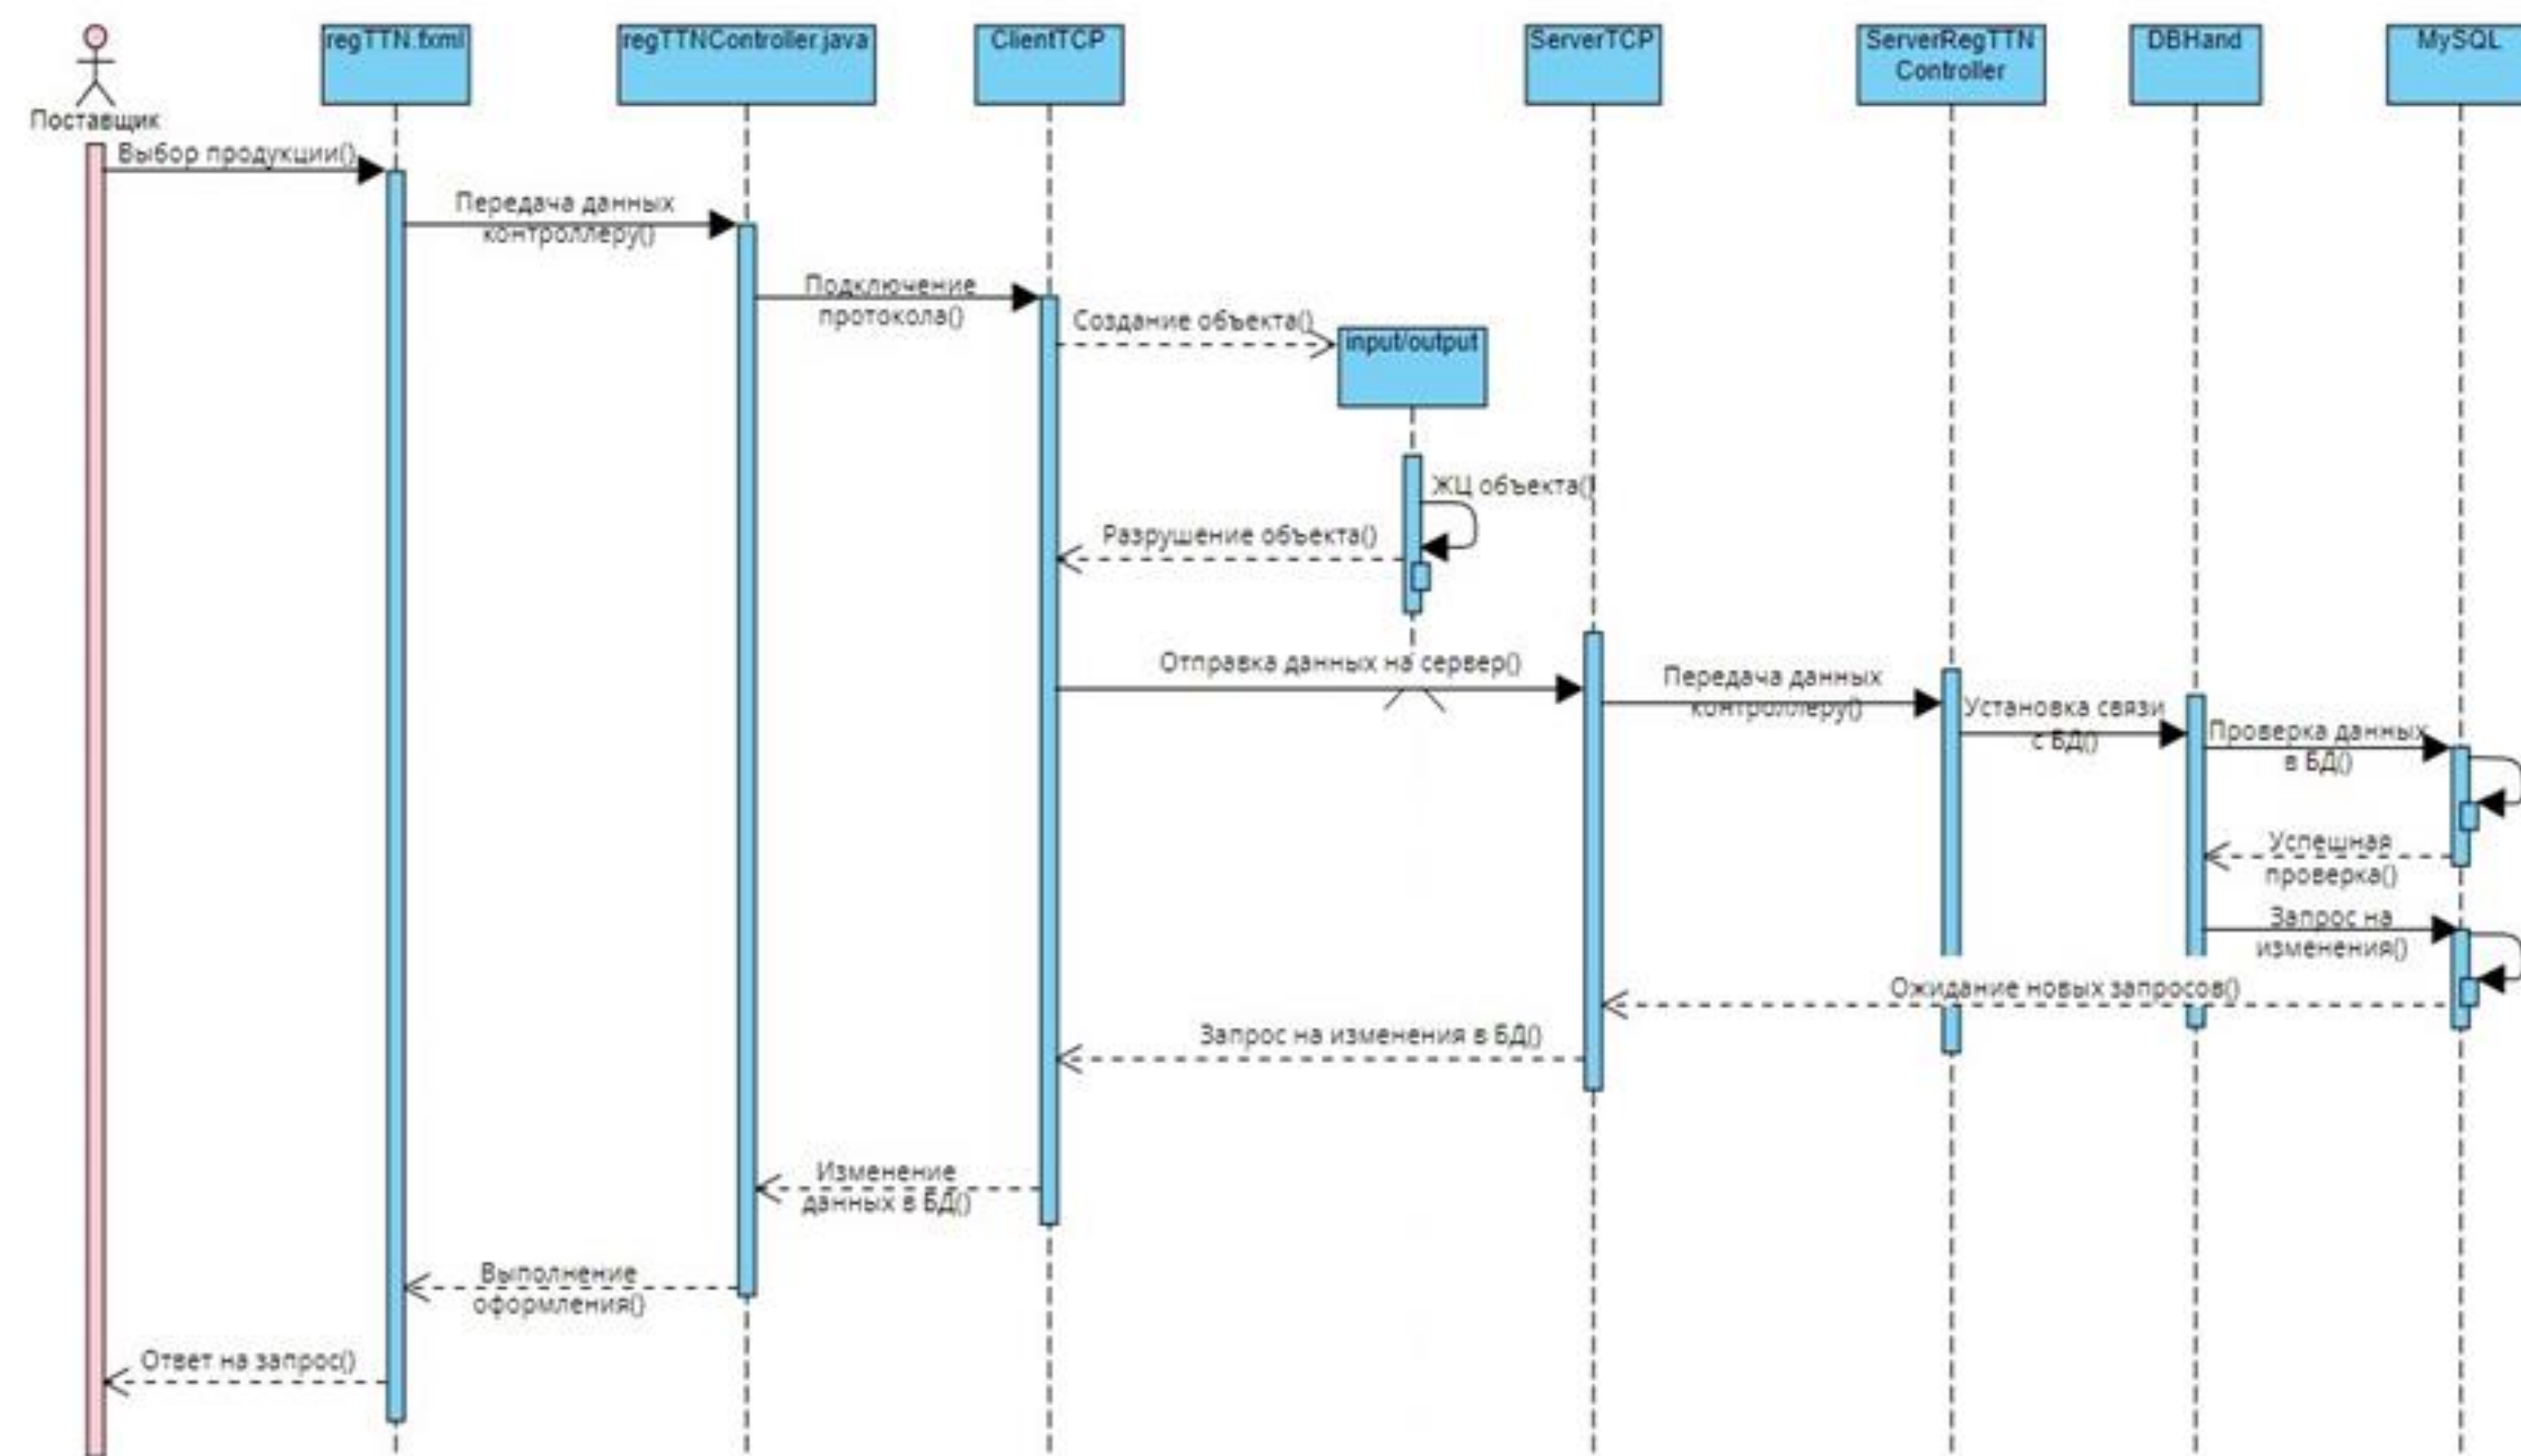 regTTN.fxml
regTTNController.java
ClientTCP
ServerTCP
ServerRegTTN
Controller
DBHand
MySQL
Поставщик
Выбор продукции()
Передача данных
контроллеру()
Подключение
протокола()
Создание объекта()
input/output
ЖЦ объекта()
Разрушение объекта()
Отправка данных на сервер()
Передача данных
контроллеру()
Установка связи
с БД()
Проверка данных
в БД()
Успешная
проверка()
Запрос на
изменения()
Ожидание новых запросов()
Запрос на изменения в БД()
Изменение
данных в БД()
Выполнение
оформления()
Ответ на запрос()